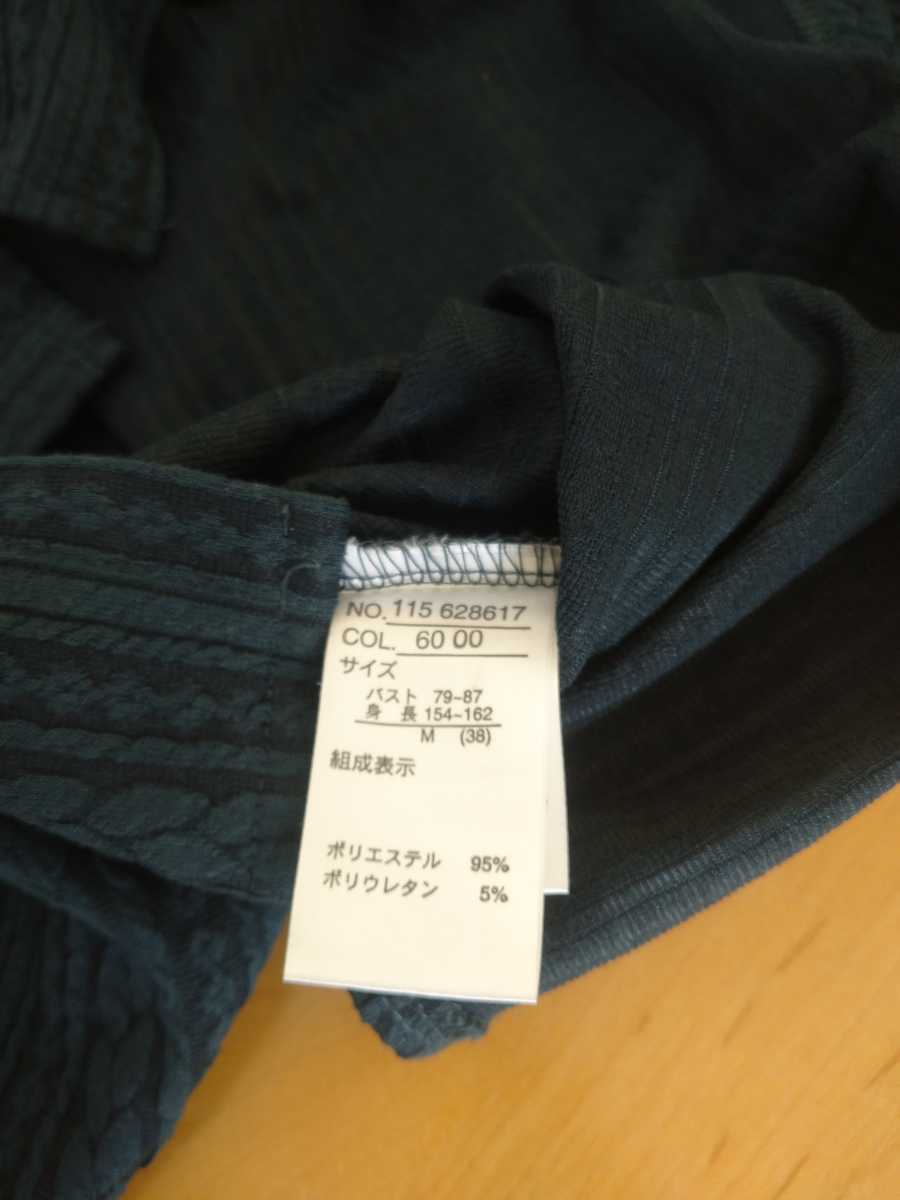 NO. 115 628617
COL. 60 00
サイズ
バスト 79~87
身 長 154~162
M (38)
組成表示
ポリエステル 95%
ポリウレタン 5%